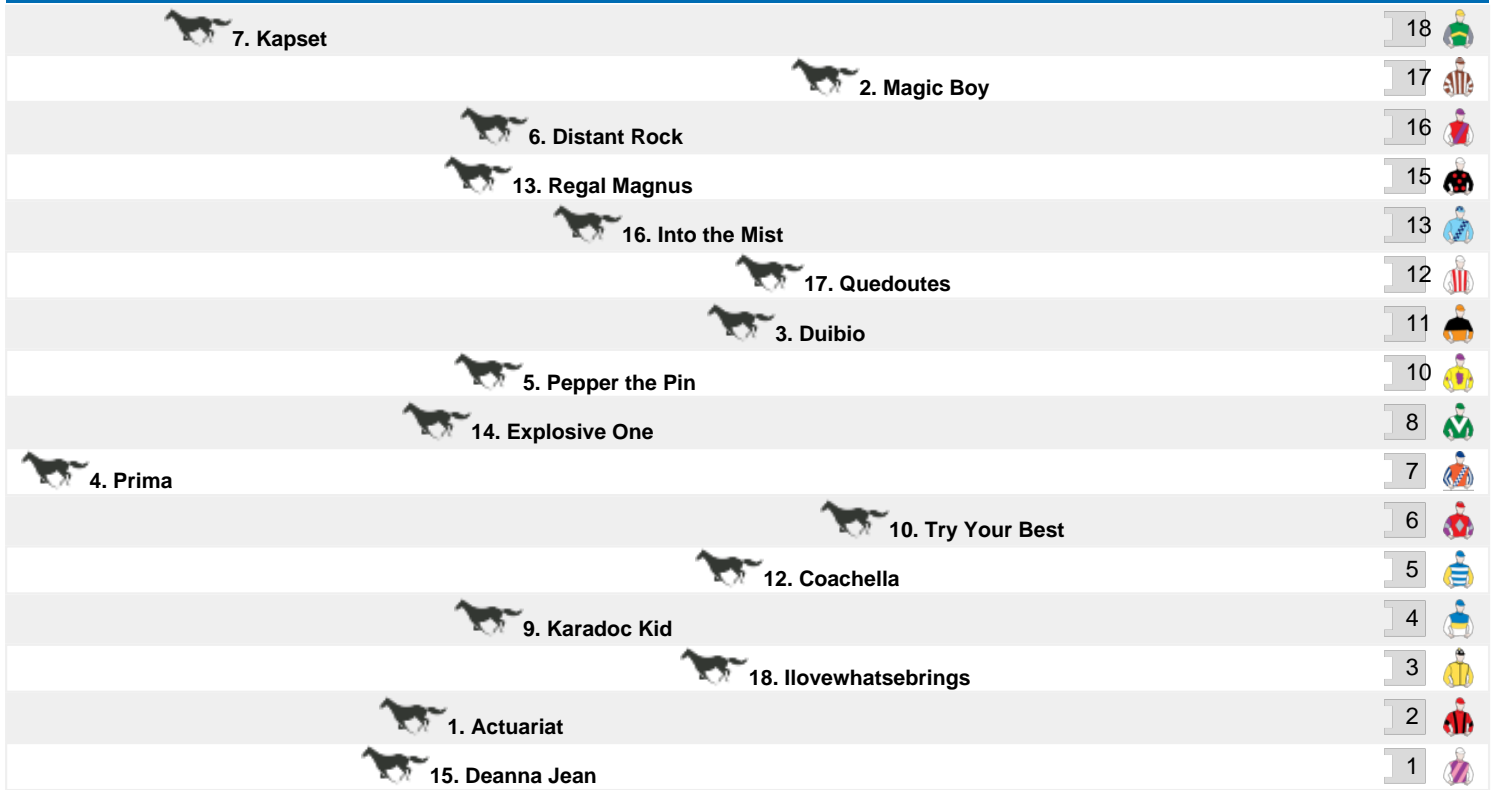 7. Kapset 18
2. Magic Boy 17
6. Distant Rock 16
13. Regal Magnus 15
16. Into the Mist 13
17. Quedoutes 12
3. Duibio 11
5. Pepper the Pin 10
14. Explosive One 8
4. Prima 7
10. Try Your Best 6
12. Coachella 5
9. Karadoc Kid 4
18. Ilovewhatsebrings 3
1. Actuariat 2
15. Deanna Jean 1